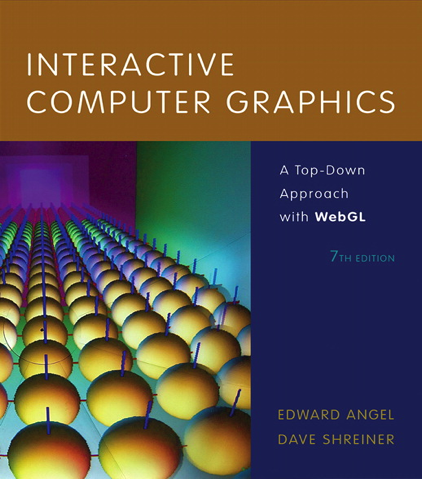 INTERACTIVE
COMPUTER GRAPHICS
A Top-Down
Approach
with WebGL
7TH EDITION
EDWARD ANGEL
DAVE SHREINER